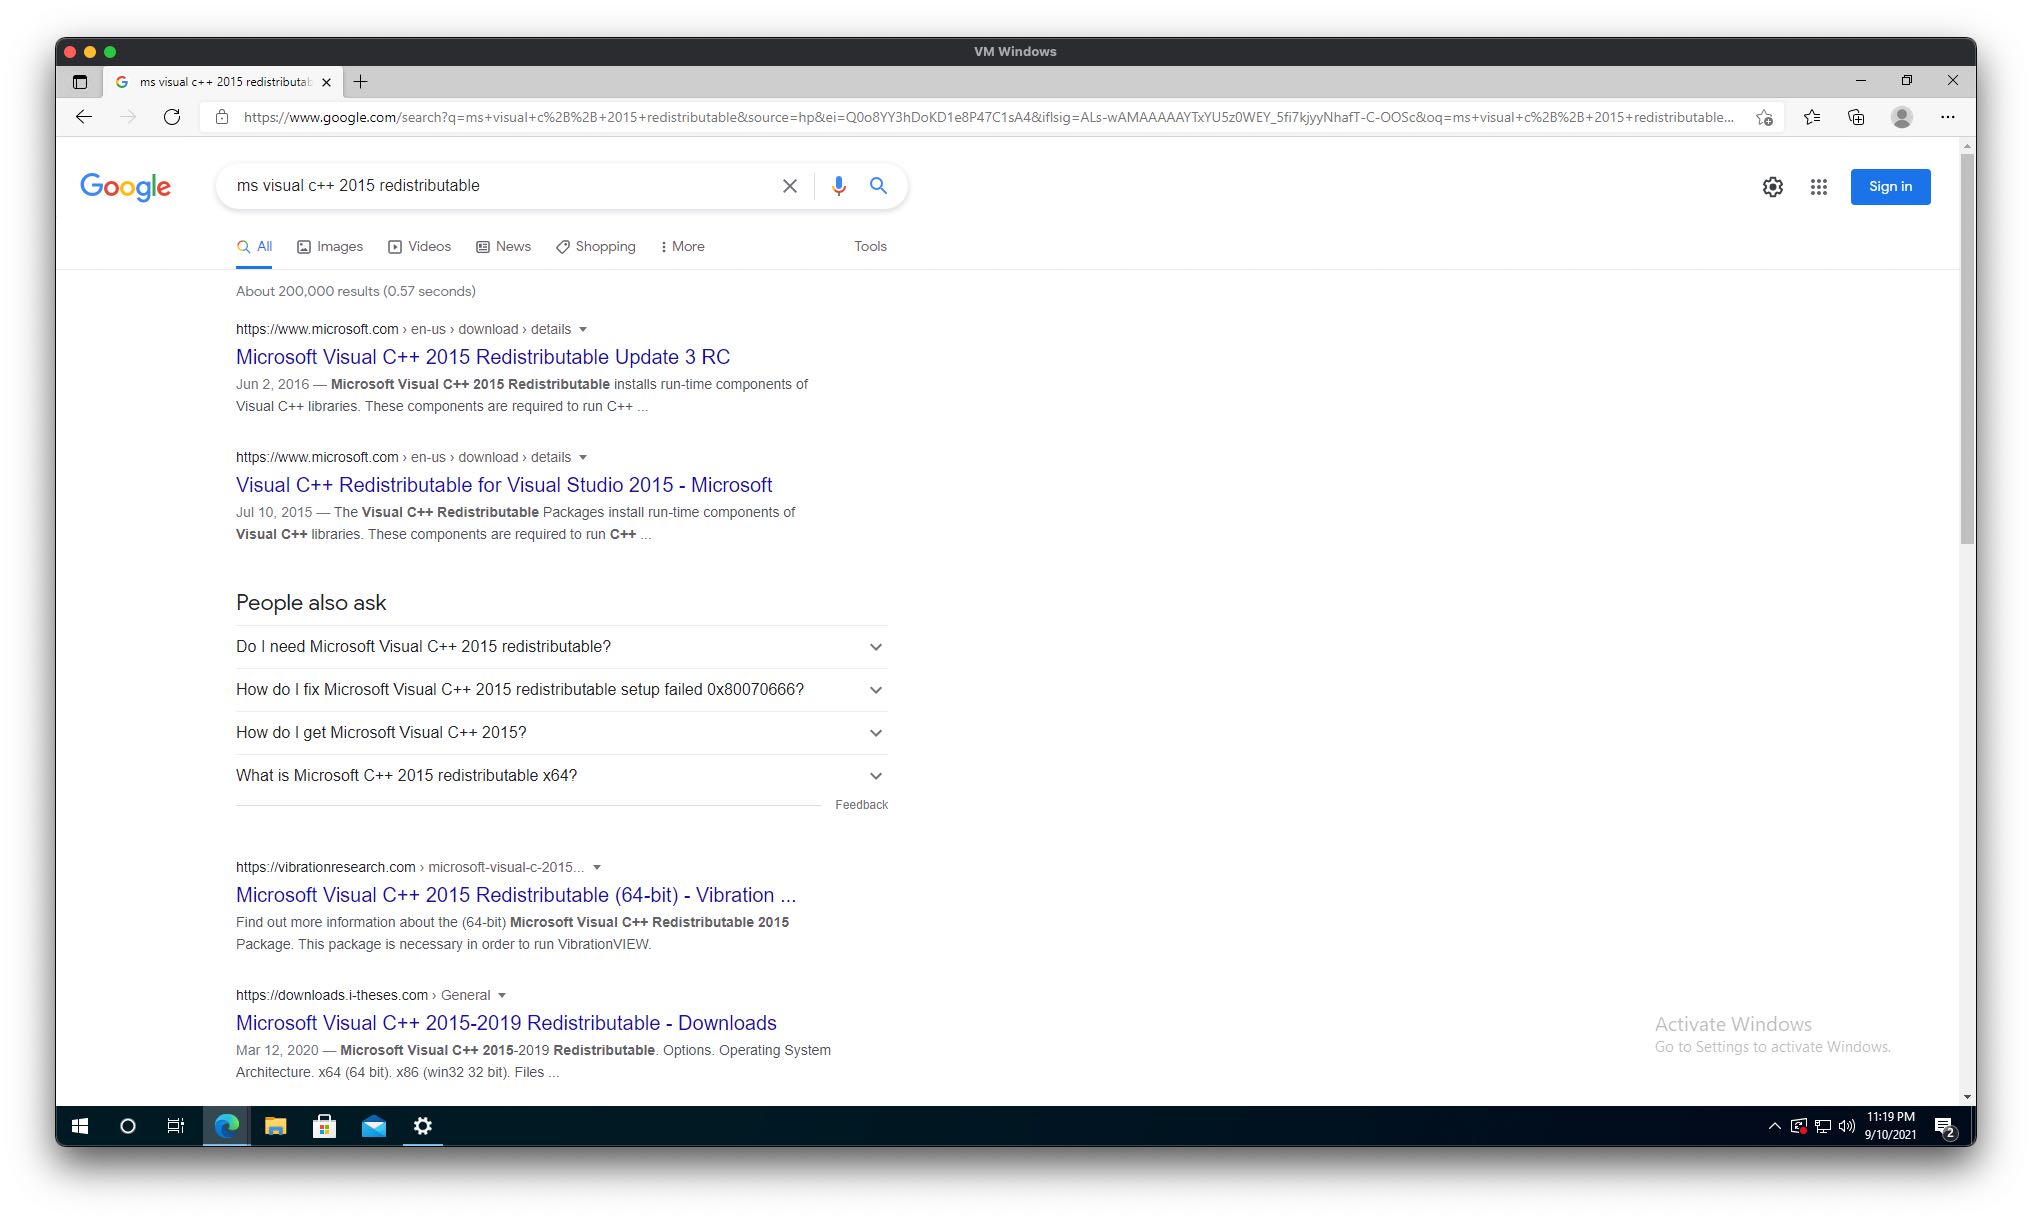 VM Windows
ms visual c++ 2015 redistributab
https://www.google.com/search?q=ms+visual+c%2B%2B+2015+redistributable&source=hp&ei=Q0o8YY3hDoKD1e8P47C1sA4&iflsig=ALs-wAMAAAAAYTxYU5z0WEY_5fi7kjyyNhafT-C-OOSc&oq=ms+visual+c%2B%2B+2015+redistributable...
Google
ms visual c++ 2015 redistributable
Sign in
All
Images
Videos
News
Shopping
More
Tools
About 200,000 results (0.57 seconds)
https://www.microsoft.com › en-us › download › details
Microsoft Visual C++ 2015 Redistributable Update 3 RC
Jun 2, 2016 — Microsoft Visual C++ 2015 Redistributable installs run-time components of
Visual C++ libraries. These components are required to run C++ ...
https://www.microsoft.com › en-us › download › details
Visual C++ Redistributable for Visual Studio 2015 - Microsoft
Jul 10, 2015 — The Visual C++ Redistributable Packages install run-time components of
Visual C++ libraries. These components are required to run C++ ...
People also ask
Do I need Microsoft Visual C++ 2015 redistributable?
How do I fix Microsoft Visual C++ 2015 redistributable setup failed 0x80070666?
How do I get Microsoft Visual C++ 2015?
What is Microsoft C++ 2015 redistributable x64?
Feedback
https://vibrationresearch.com › microsoft-visual-c-2015...
Microsoft Visual C++ 2015 Redistributable (64-bit) - Vibration ...
Find out more information about the (64-bit) Microsoft Visual C++ Redistributable 2015
Package. This package is necessary in order to run VibrationVIEW.
https://downloads.i-theses.com › General
Microsoft Visual C++ 2015-2019 Redistributable - Downloads
Mar 12, 2020 — Microsoft Visual C++ 2015-2019 Redistributable. Options. Operating System
Architecture. x64 (64 bit). x86 (win32 32 bit). Files ...
Activate Windows
Go to Settings to activate Windows.
11:19 PM
9/10/2021
2